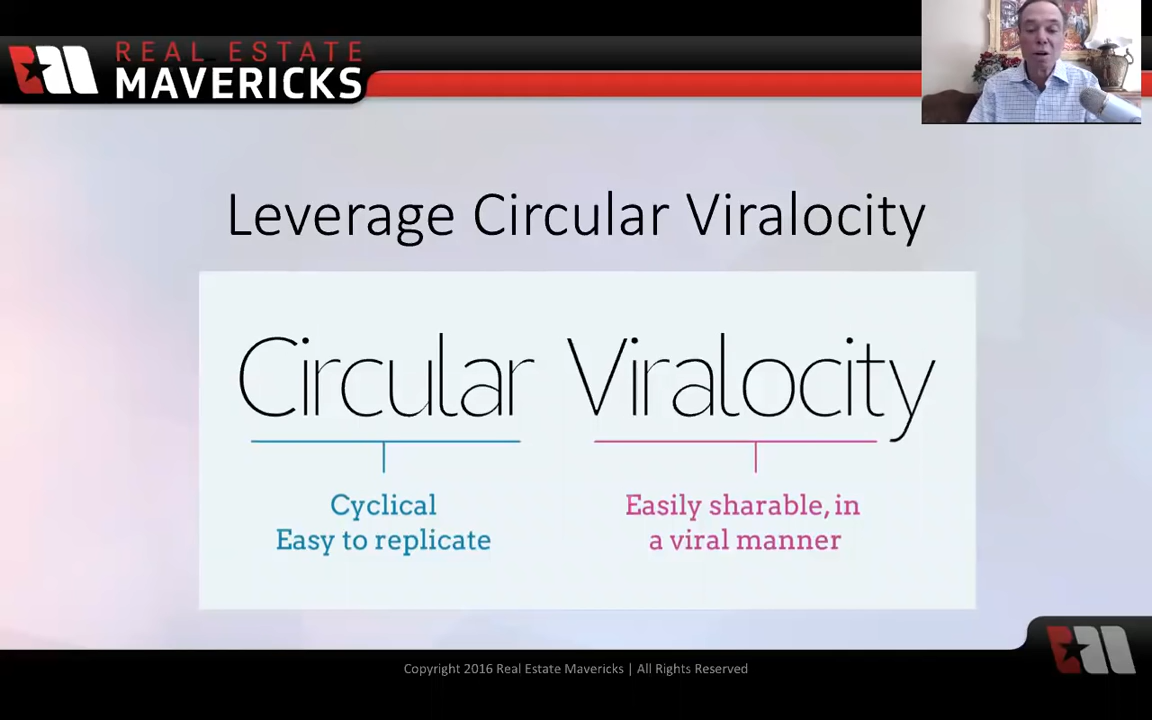 REAL ESTATE
MAVERICKS
Leverage Circular Viralocity
Circular Viralocity
Cyclical
Easy to replicate
Easily sharable, in
a viral manner
Copyright 2016 Real Estate Mavericks | All Rights Reserved